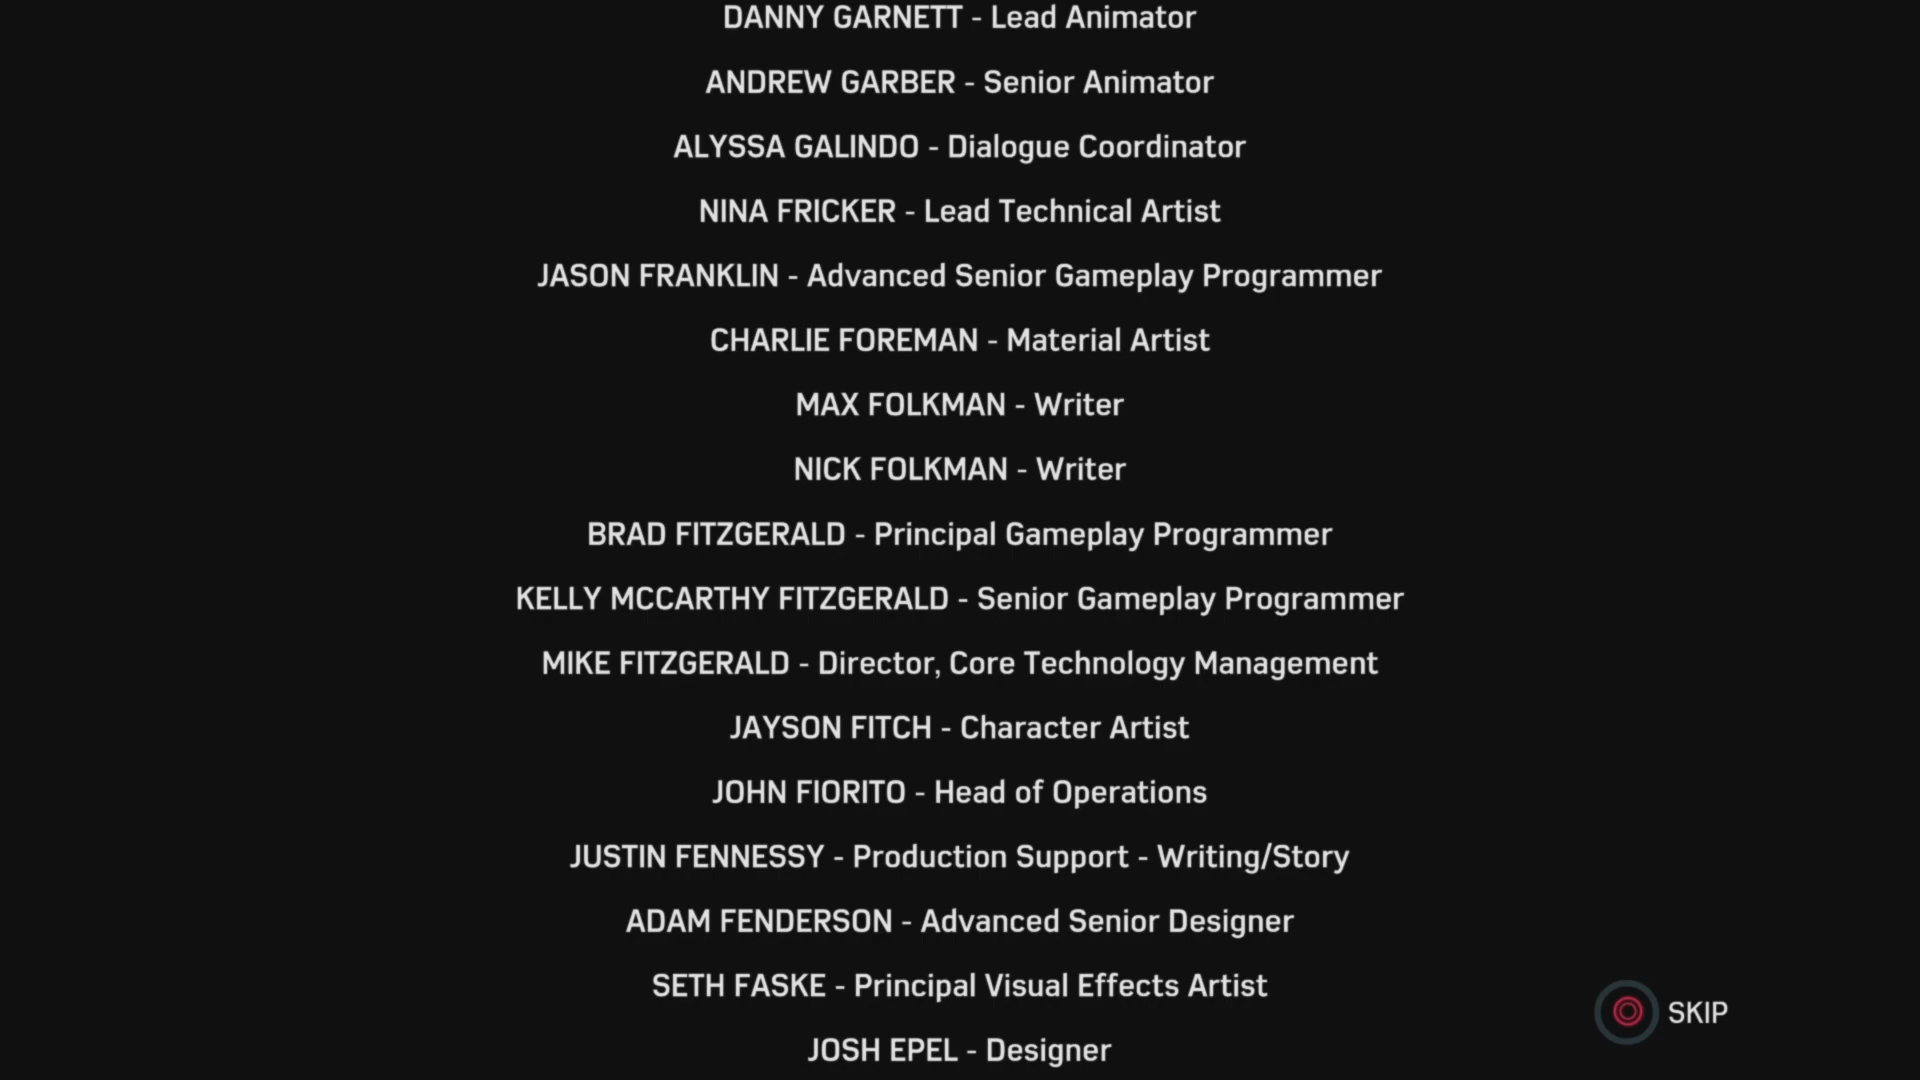 DANNY GARNETT - Lead Animator
ANDREW GARBER - Senior Animator
ALYSSA GALINDO - Dialogue Coordinator
NINA FRICKER - Lead Technical Artist
JASON FRANKLIN - Advanced Senior Gameplay Programmer
CHARLIE FOREMAN - Material Artist
MAX FOLKMAN - Writer
NICK FOLKMAN - Writer
BRAD FITZGERALD - Principal Gameplay Programmer
KELLY MCCARTHY FITZGERALD - Senior Gameplay Programmer
MIKE FITZGERALD - Director, Core Technology Management
JAYSON FITCH - Character Artist
JOHN FIORITO - Head of Operations
JUSTIN FENNESSY - Production Support - Writing/Story
ADAM FENDERSON - Advanced Senior Designer
SETH FASKE - Principal Visual Effects Artist
SKIP
JOSH EPEL - Designer